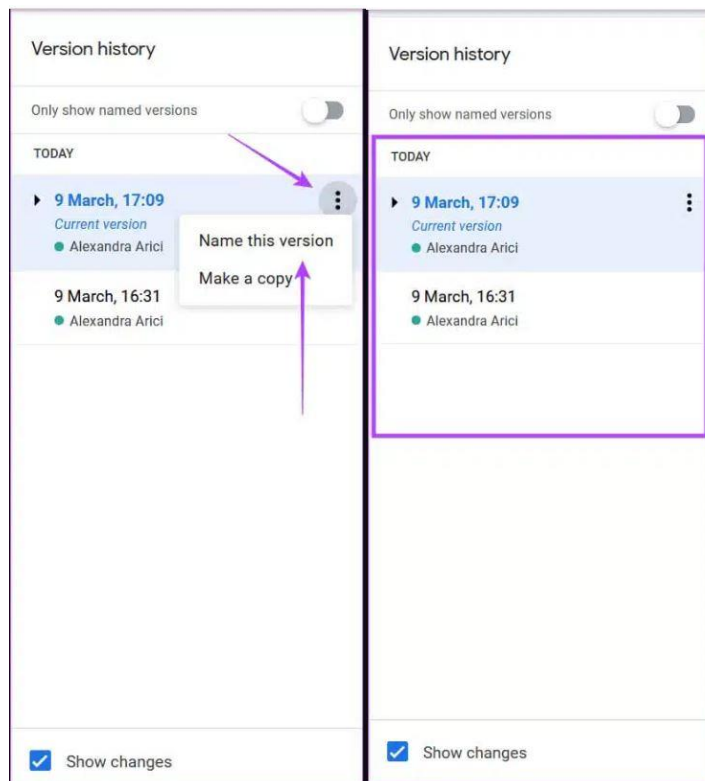 Version history
Only show named versions
TODAY
9 March, 17:09
Current version
Alexandra Arici
Name this version
Make a copy
9 March, 16:31
Alexandra Arici
Show changes
Version history
Only show named versions
TODAY
9 March, 17:09
Current version
Alexandra Arici
9 March, 16:31
Alexandra Arici
Show changes